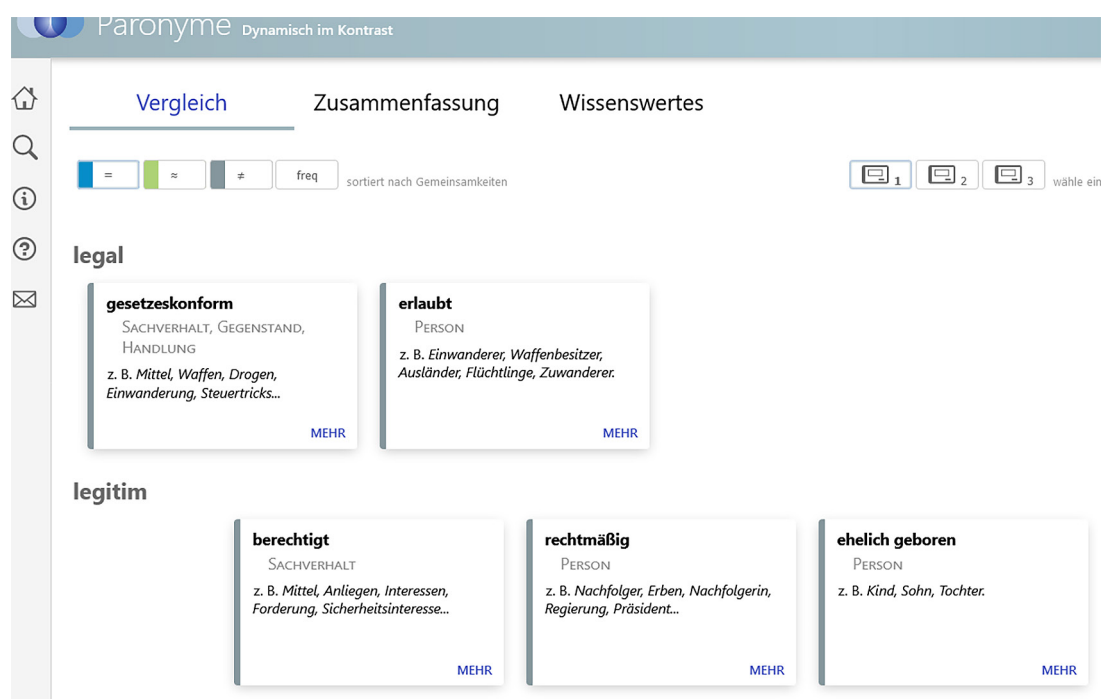 Paronyme Dynamisch im Kontrast
Vergleich Zusammenfassung Wissenswertes
= ≈ ≠ freq sortiert nach Gemeinsamkeiten 1 2 3 wähle ein
legal
gesetzeskonform
SACHVERHALT, GEGENSTAND,
HANDLUNG
z. B. Mittel, Waffen, Drogen,
Einwanderung, Steuertricks...
MEHR
erlaubt
PERSON
z. B. Einwanderer, Waffenbesitzer,
Ausländer, Flüchtlinge, Zuwanderer.
MEHR
legitim
berechtigt
SACHVERHALT
z. B. Mittel, Anliegen, Interessen,
Forderung, Sicherheitsinteresse...
MEHR
rechtmäßig
PERSON
z. B. Nachfolger, Erben, Nachfolgerin,
Regierung, Präsident...
MEHR
ehelich geboren
PERSON
z. B. Kind, Sohn, Tochter.
MEHR